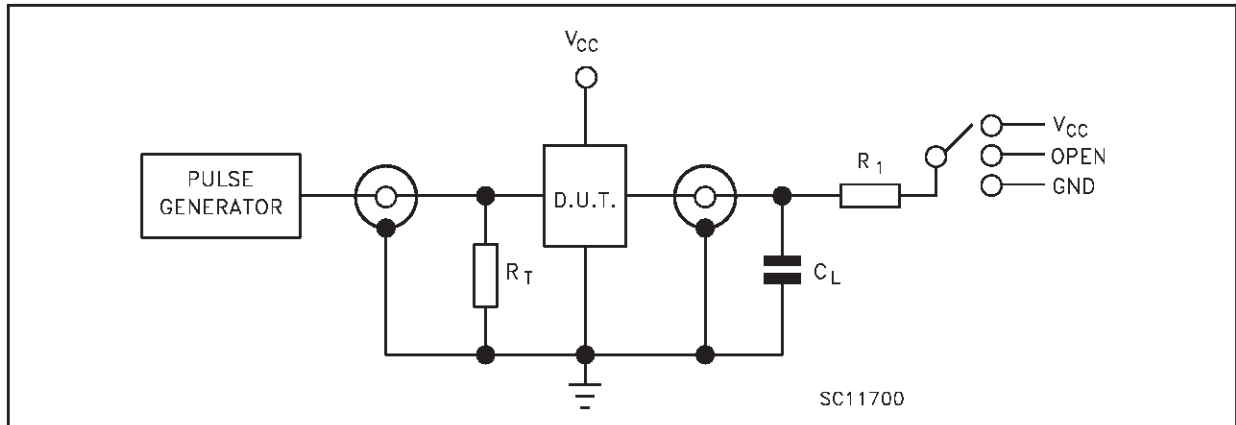 VCC
PULSE
GENERATOR
D.U.T.
RT
CL
R1
VCC
OPEN
GND
SC11700